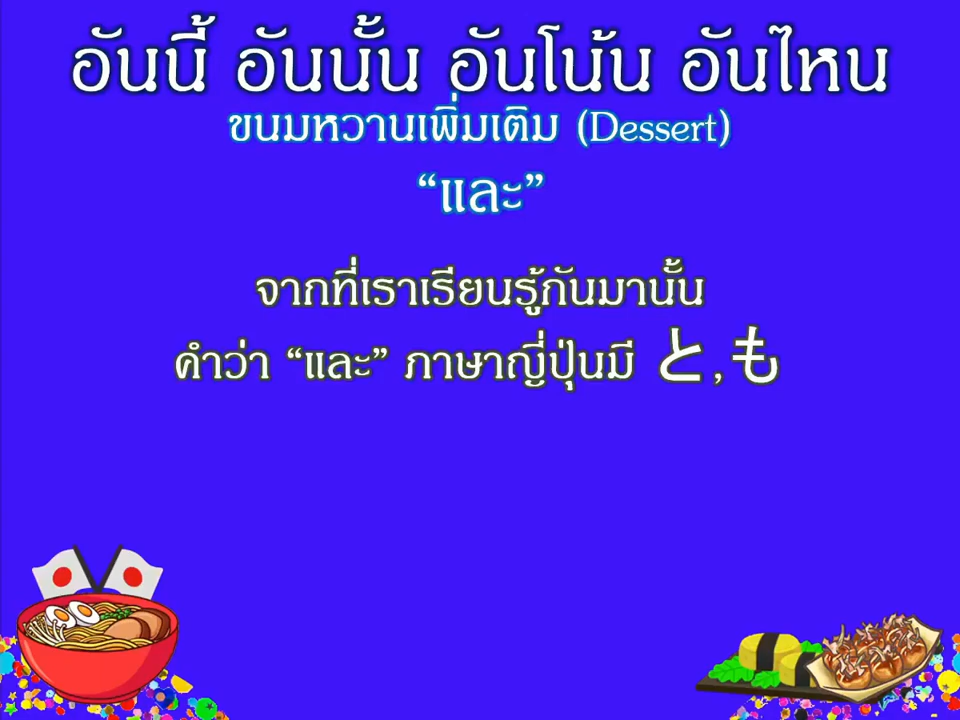 อันนี้ อันนั้น อันโน้น อันไหน
ขนมหวานเพิ่มเติม (Dessert)
“และ”
จากที่เราเรียนรู้กันมานั้น
คำว่า “และ” ภาษาญี่ปุ่นมี と,も